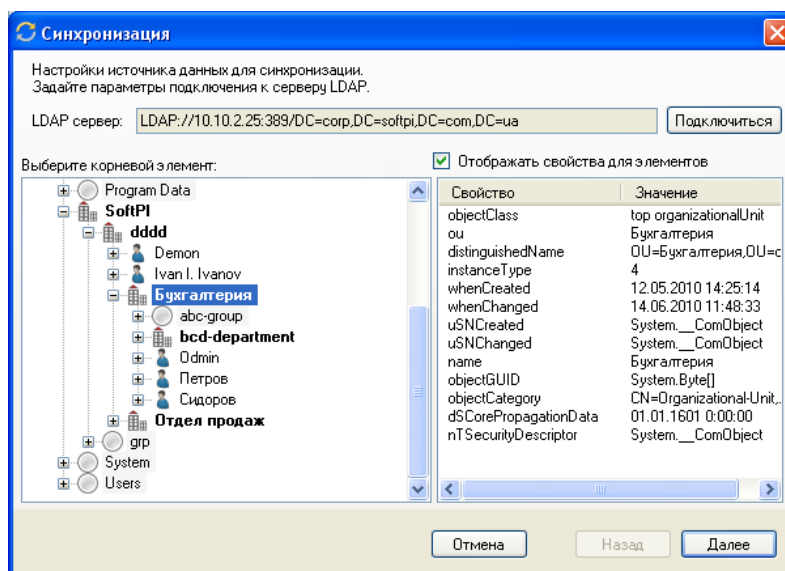 Синхронизация
Настройки источника данных для синхронизации.
Задайте параметры подключения к серверу LDAP.
LDAP сервер: LDAP://10.10.2.25:389/DC=corp,DC=softpi,DC=com,DC=ua Подключиться
Выберите корневой элемент:
Program Data
SoftPI
dddd
Demon
Ivan I. Ivanov
Бухгалтерия
abc-group
bcd-department
Odmin
Петров
Сидоров
Отдел продаж
grp
System
Users
Отображать свойства для элементов
Свойство Значение
objectClass top organizationalUnit
ou Бухгалтерия
distinguishedName OU=Бухгалтерия,OU=c
instanceType 4
whenCreated 12.05.2010 14:25:14
whenChanged 14.06.2010 11:48:33
uSNCreated System.__ComObject
uSNChanged System.__ComObject
name Бухгалтерия
objectGUID System.Byte[]
objectCategory CN=Organizational-Unit,.
dSCorePropagationData 01.01.1601 0:00:00
nTSecurityDescriptor System.__ComObject
Отмена Назад Далее